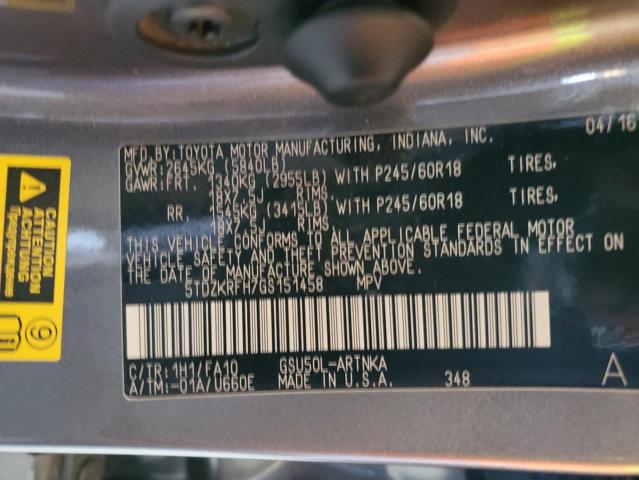 MFD.BY:TOYOTA MOTOR MANUFACTURING, INDIANA, INC. 04/16
GVWR:2645KG (5840LB)
GAWR:FRT. 1340KG (2955LB) WITH P245/60R18 TIRES,
18X7.5J RIMS,
RR. 1545KG (3415LB) WITH P245/60R18 TIRES,
18X7.5J RIMS
THIS VEHICLE CONFORMS TO ALL APPLICABLE FEDERAL MOTOR
VEHICLE SAFETY AND THEFT PREVENTION STANDARDS IN EFFECT ON
THE DATE OF MANUFACTURE SHOWN ABOVE.
5TDZKRFH7GS151458 MPV
C/TR: 1H1/FA10 GSU50L-ARTNKA
A/TM:-01A/U660E MADE IN U.S.A. 348 A
CAUTION
ATTENTION
ACHTUNG
9